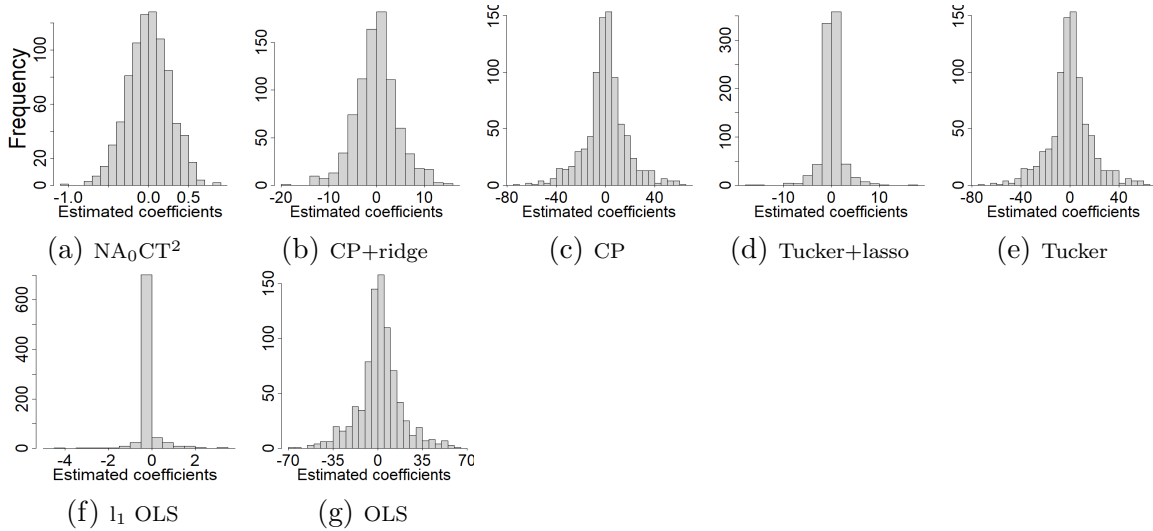 Frequency
0 20 60 100
-1.0 0.0 0.5
Estimated coefficients
(a) NA₀CT²
0 50 100 150
-20 -10 0 10
Estimated coefficients
(b) CP+ridge
0 50 100 150
-80 -40 0 40
Estimated coefficients
(c) CP
0 100 200 300
-10 0 10
Estimated coefficients
(d) Tucker+lasso
0 50 100 150
-80 -40 0 40
Estimated coefficients
(e) Tucker
0 200 400 600
-4 -2 0 2
Estimated coefficients
(f) l₁ OLS
0 50 100 150
-70 -35 0 35 70
Estimated coefficients
(g) OLS